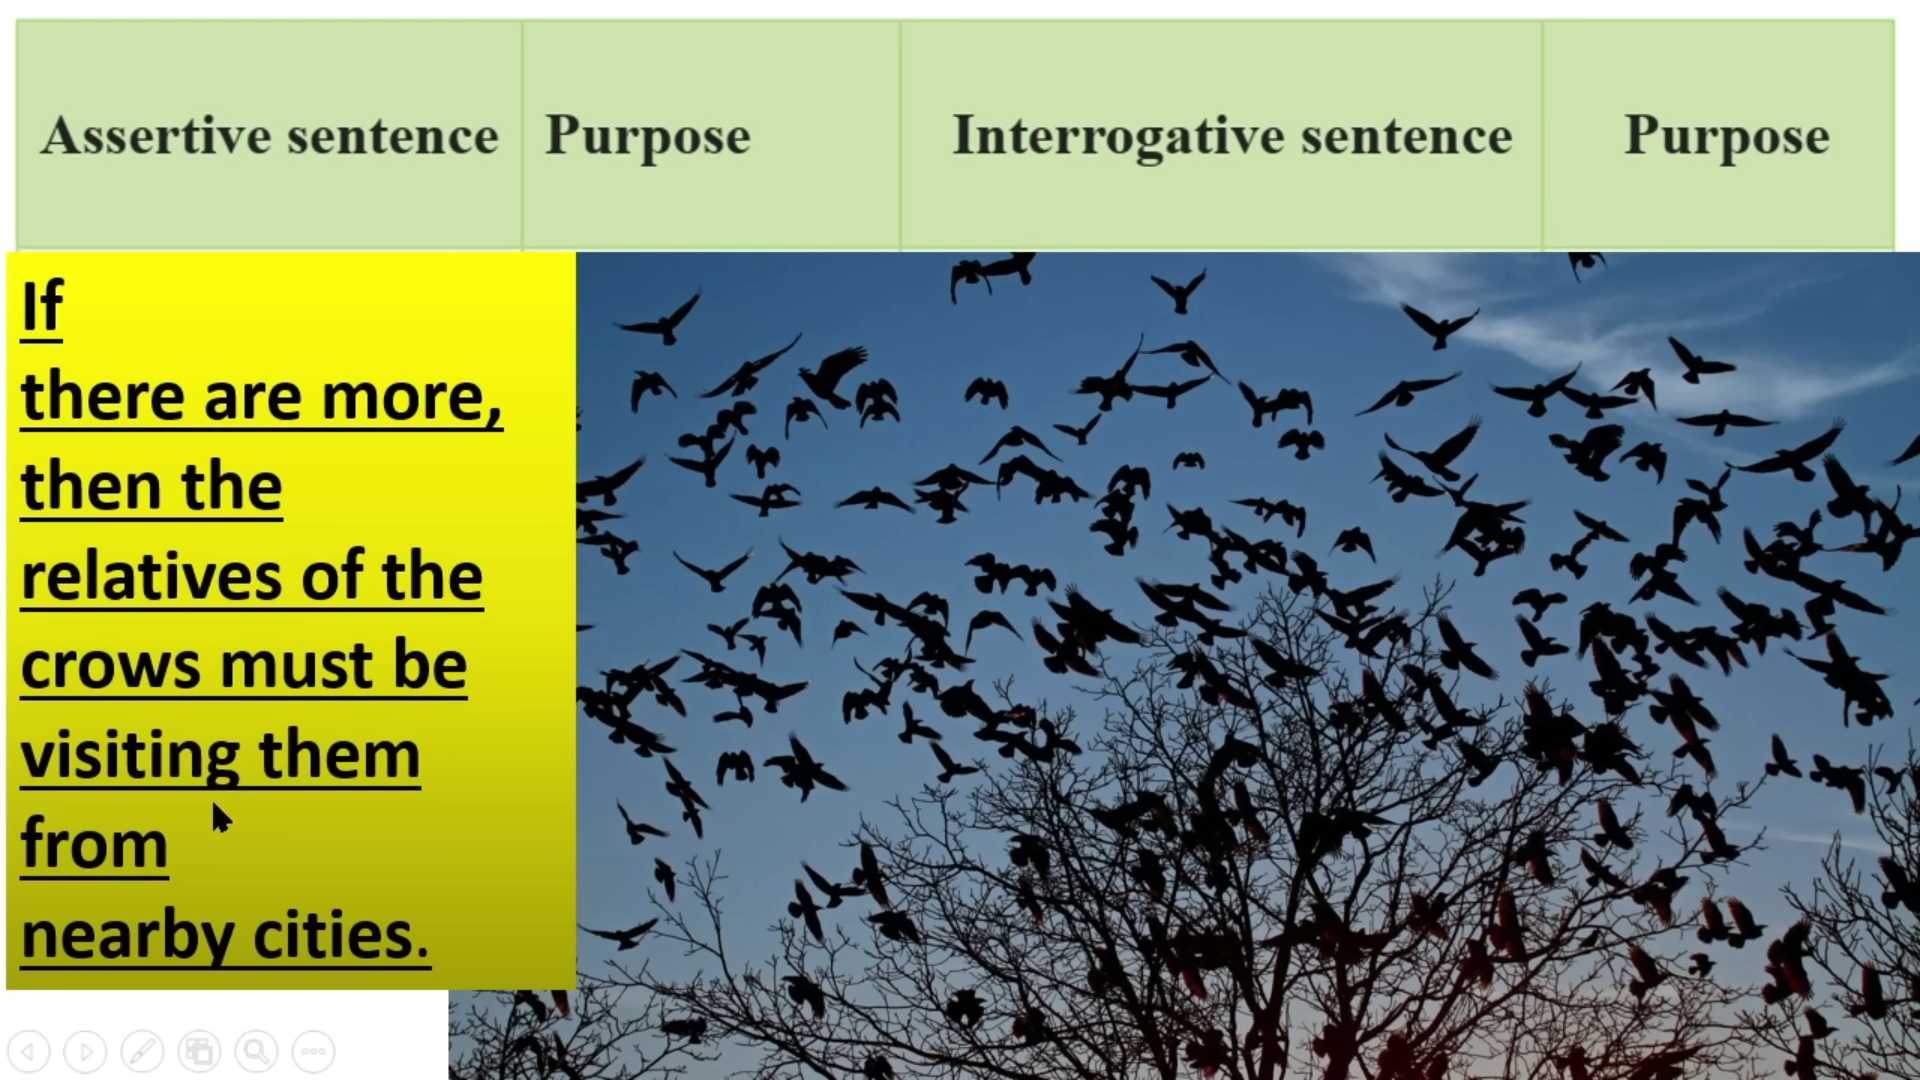 Assertive sentence Purpose Interrogative sentence Purpose
If
there are more,
then the
relatives of the
crows must be
visiting them
from
nearby cities.